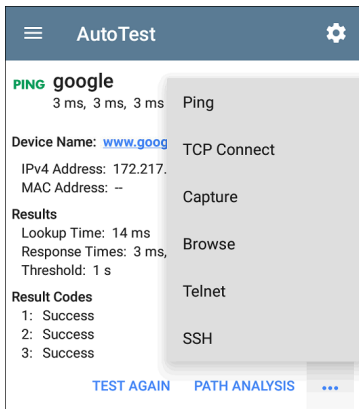 AutoTest
PING google
3 ms, 3 ms, 3 ms
Device Name: www.goog
IPv4 Address: 172.217.
MAC Address: --
Results
Lookup Time: 14 ms
Response Times: 3 ms,
Threshold: 1 s
Result Codes
1: Success
2: Success
3: Success
Ping
TCP Connect
Capture
Browse
Telnet
SSH
TEST AGAIN PATH ANALYSIS ...